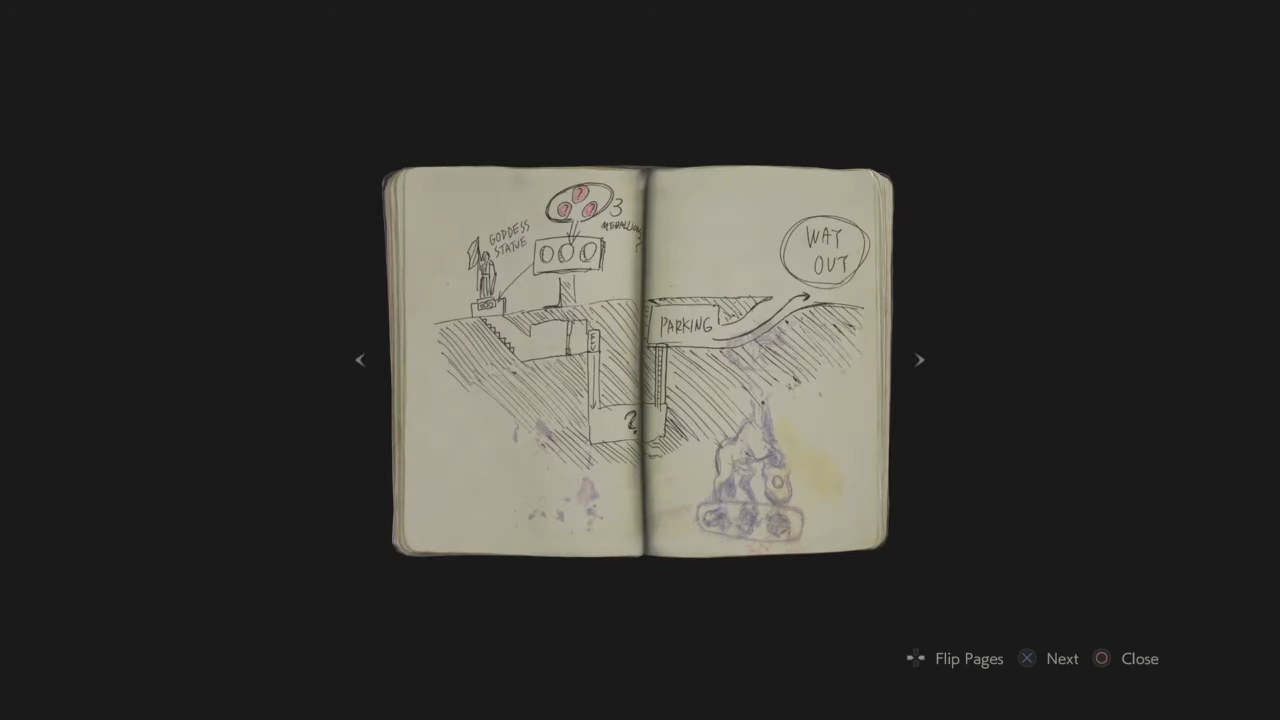 ?
?
?
3
MEDALLIONS
?
GODDESS
STATUE
WAY
OUT
PARKING
?
Flip Pages
Next
Close